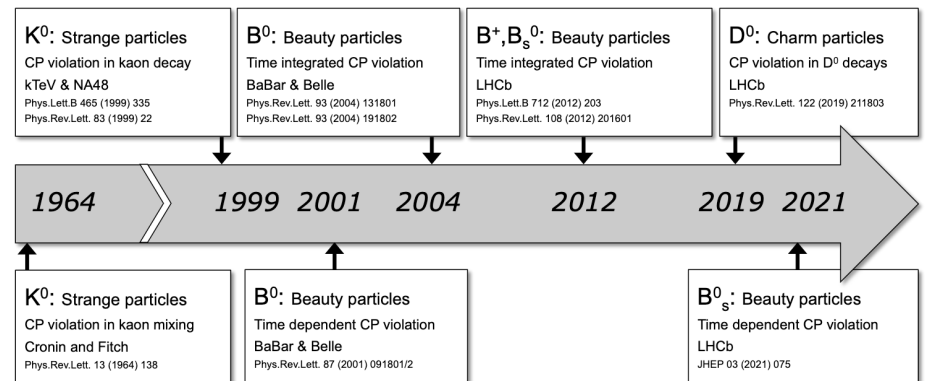 K⁰: Strange particles
CP violation in kaon decay
kTeV & NA48
Phys.Lett.B 465 (1999) 335
Phys.Rev.Lett. 83 (1999) 22
B⁰: Beauty particles
Time integrated CP violation
BaBar & Belle
Phys.Rev.Lett. 93 (2004) 131801
Phys.Rev.Lett. 93 (2004) 191802
B⁺,Bₛ⁰: Beauty particles
Time integrated CP violation
LHCb
Phys.Lett.B 712 (2012) 203
Phys.Rev.Lett. 108 (2012) 201601
D⁰: Charm particles
CP violation in D⁰ decays
LHCb
Phys.Rev.Lett. 122 (2019) 211803
1964 1999 2001 2004 2012 2019 2021
K⁰: Strange particles
CP violation in kaon mixing
Cronin and Fitch
Phys.Rev.Lett. 13 (1964) 138
B⁰: Beauty particles
Time dependent CP violation
BaBar & Belle
Phys.Rev.Lett. 87 (2001) 091801/2
B⁰ₛ: Beauty particles
Time dependent CP violation
LHCb
JHEP 03 (2021) 075